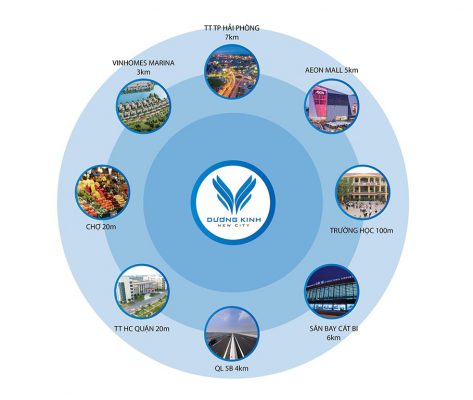 TT TP HẢI PHÒNG
7km
VINHOMES MARINA
3km
AEON MALL 5km
DƯƠNG KINH
NEW CITY
CHỢ 20m
TRƯỜNG HỌC 100m
TT HC QUẬN 20m
SÂN BAY CÁT BI
6km
QL 5B 4km